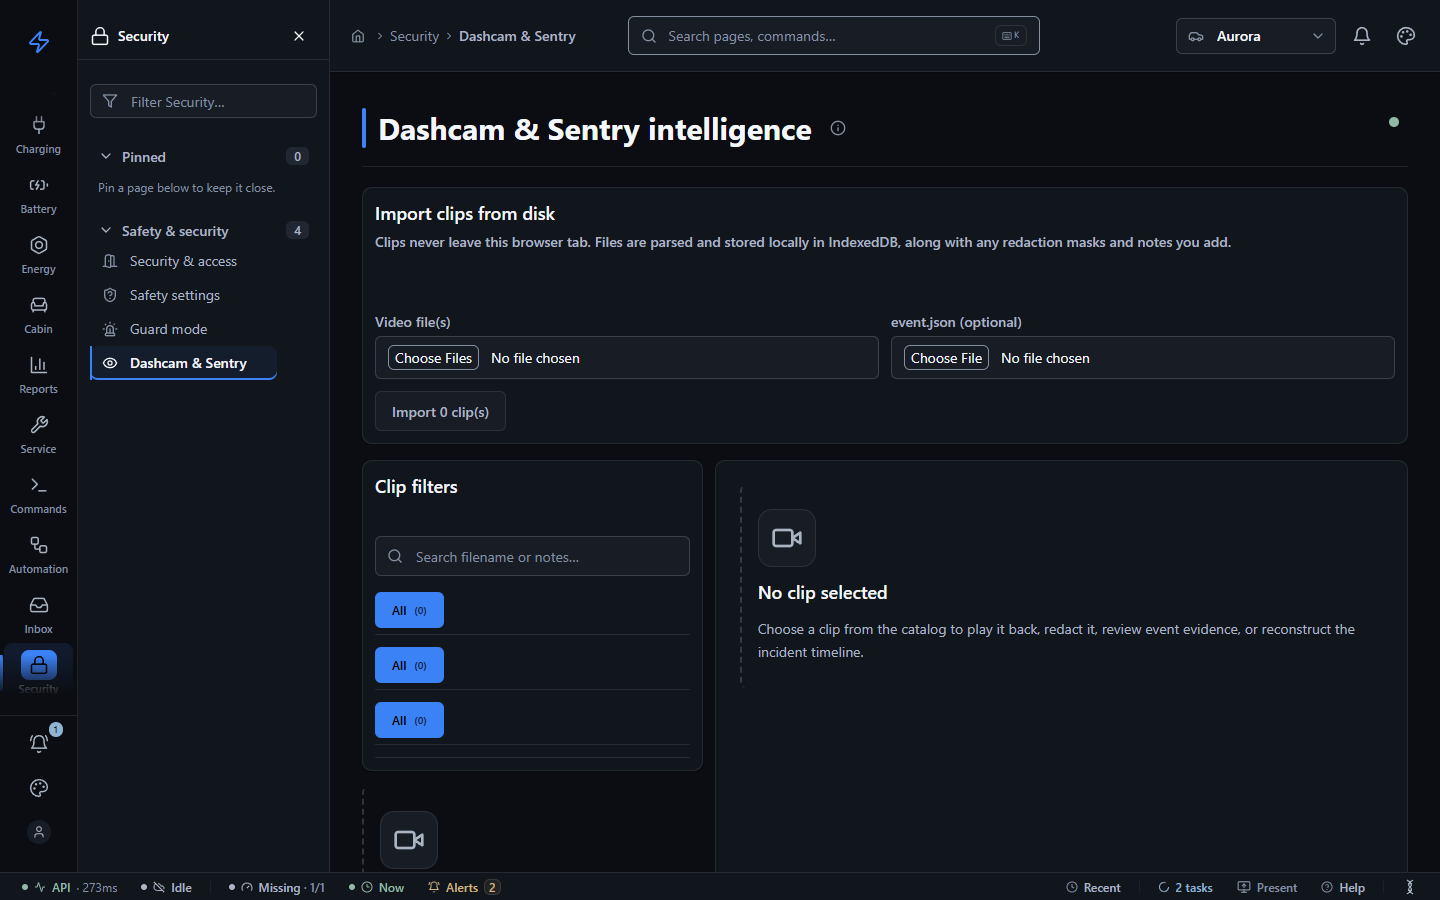 Security
Security
Dashcam & Sentry
Search pages, commands...
K
Aurora
Filter Security...
Pinned
0
Pin a page below to keep it close.
Safety & security
4
Security & access
Safety settings
Guard mode
Dashcam & Sentry
Charging
Battery
Energy
Cabin
Reports
Service
Commands
Automation
Inbox
Security
1
Dashcam & Sentry intelligence
Import clips from disk
Clips never leave this browser tab. Files are parsed and stored locally in IndexedDB, along with any redaction masks and notes you add.
Video file(s)
Choose Files No file chosen
event.json (optional)
Choose File No file chosen
Import 0 clip(s)
Clip filters
Search filename or notes...
All (0)
All (0)
All (0)
No clip selected
Choose a clip from the catalog to play it back, redact it, review event evidence, or reconstruct the
incident timeline.
API · 273ms
Idle
Missing · 1/1
Now
Alerts 2
Recent
2 tasks
Present
Help